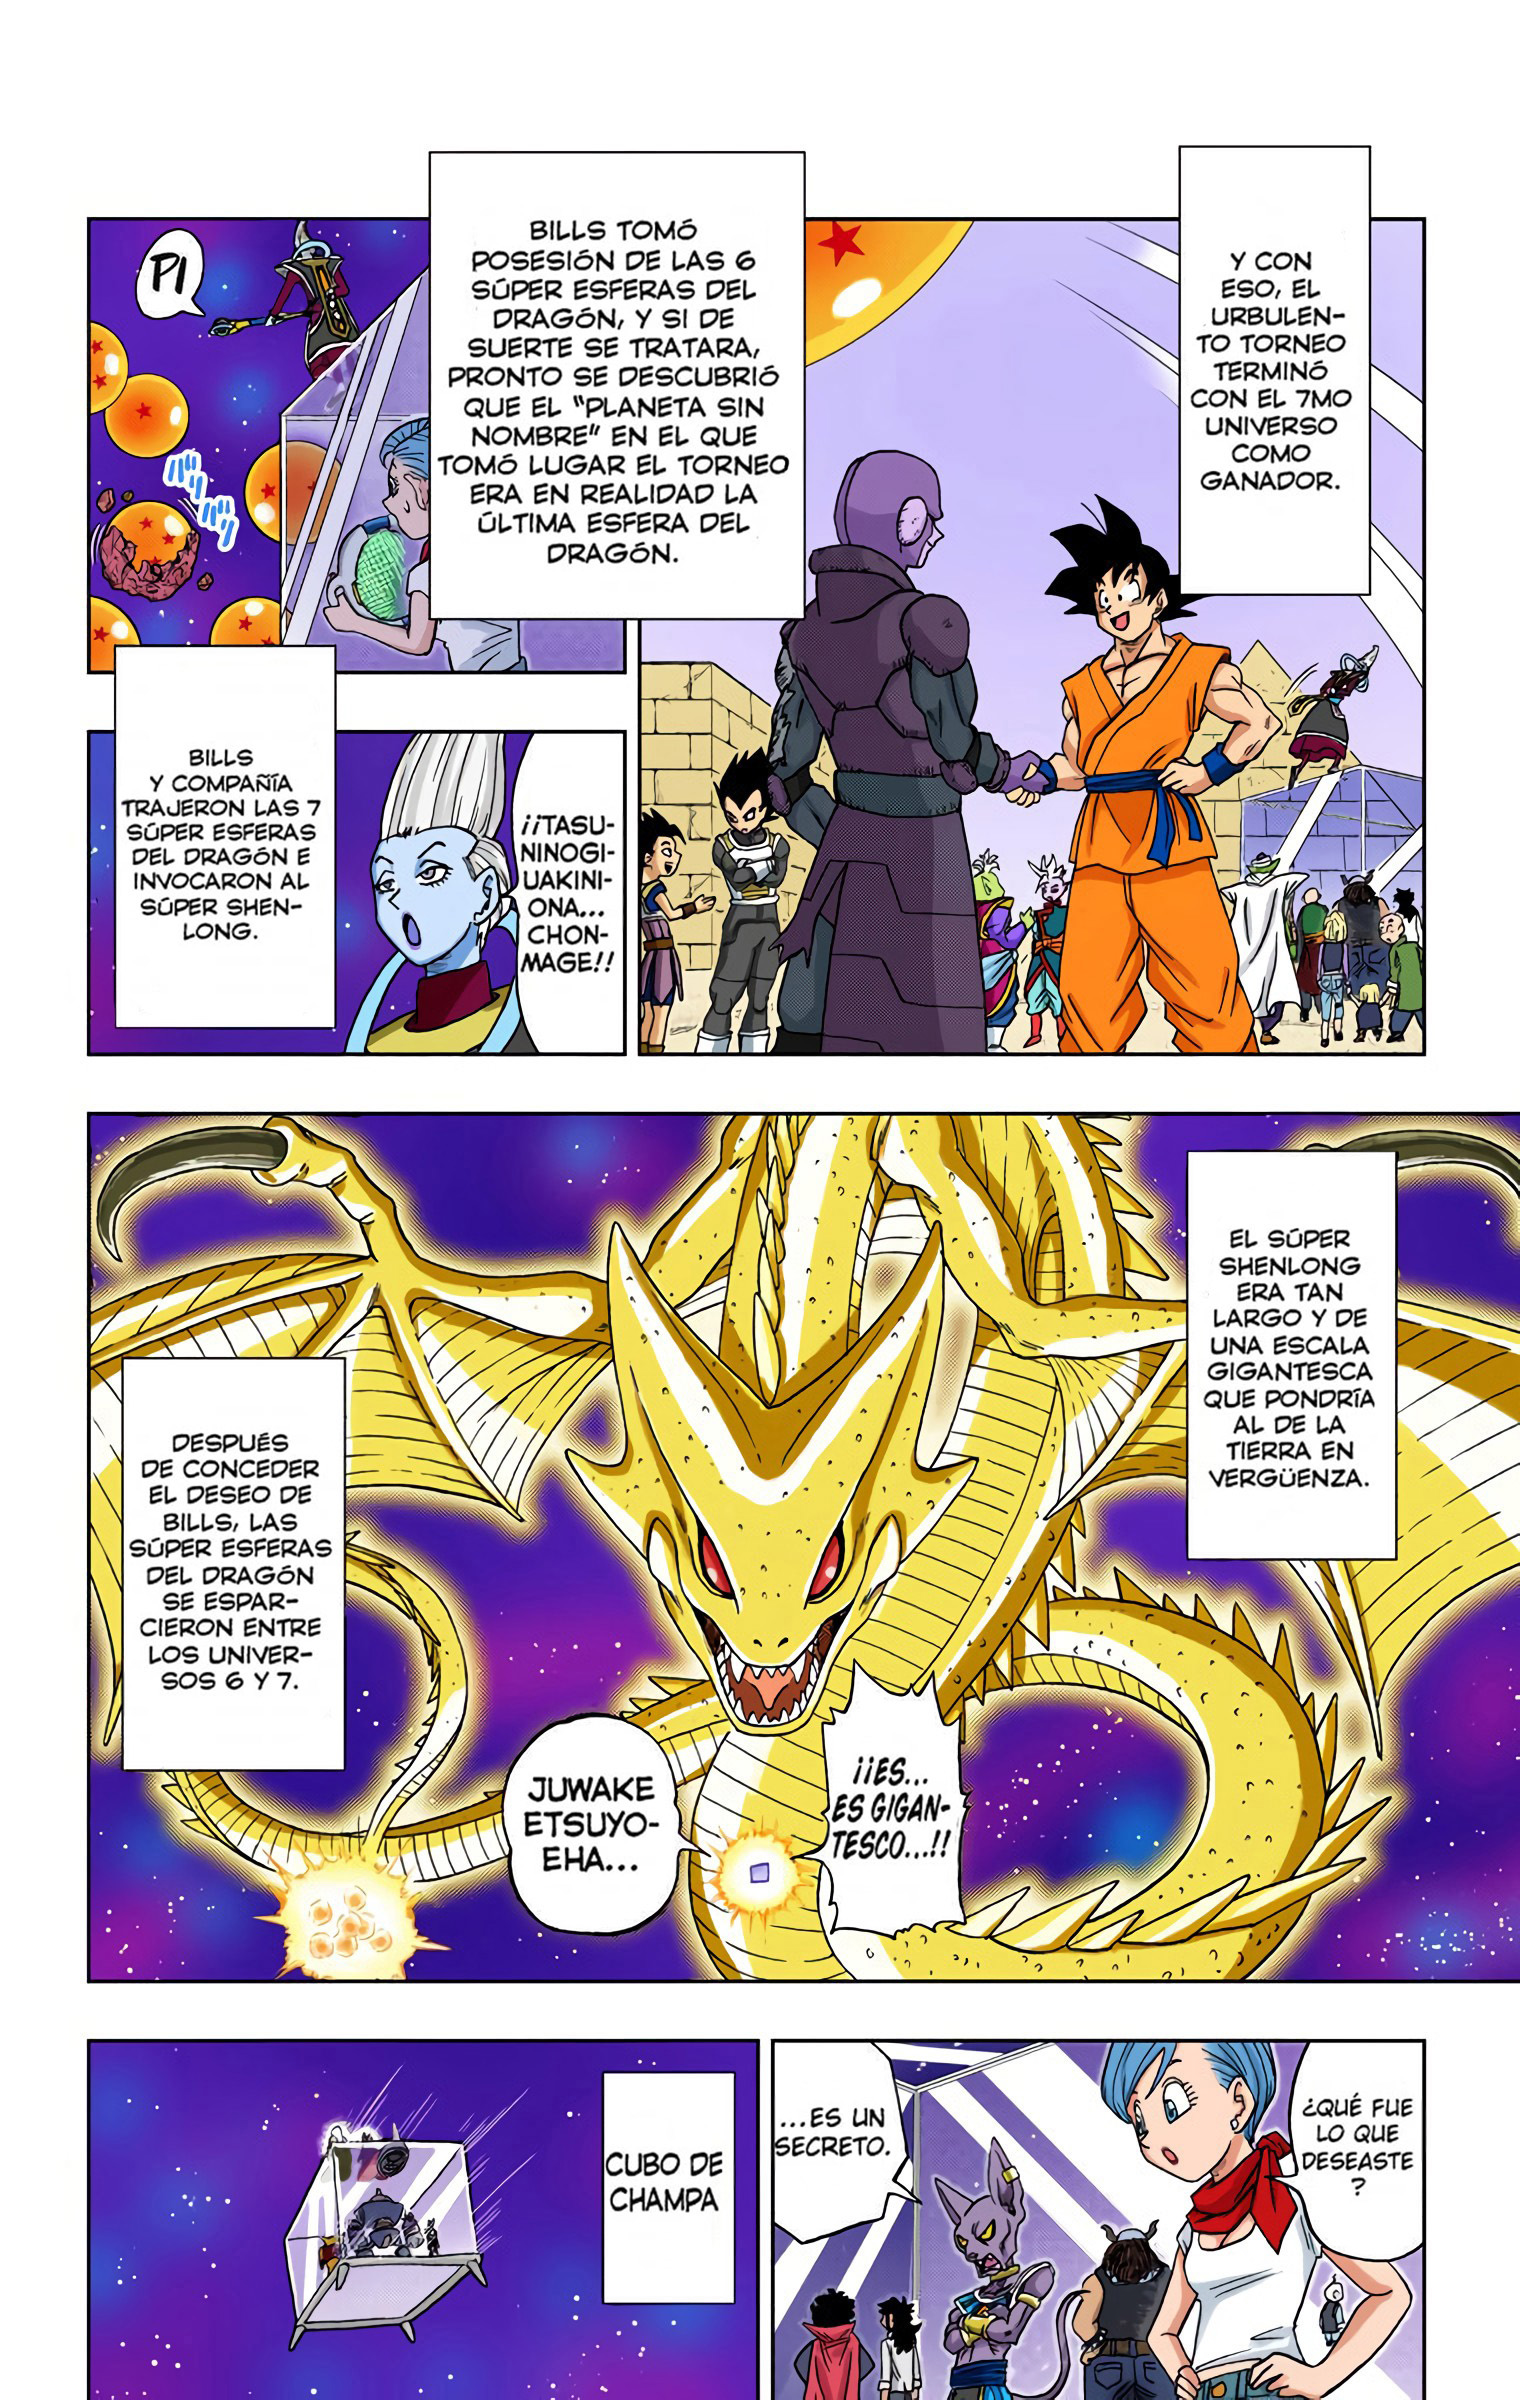 Y CON
ESO, EL
URBULEN-
TO TORNEO
TERMINÓ
CON EL 7MO
UNIVERSO
COMO
GANADOR.
BILLS TOMÓ
POSESIÓN DE LAS 6
SÚPER ESFERAS DEL
DRAGÓN, Y SI DE
SUERTE SE TRATARA,
PRONTO SE DESCUBRIÓ
QUE EL "PLANETA SIN
NOMBRE" EN EL QUE
TOMÓ LUGAR EL TORNEO
ERA EN REALIDAD LA
ÚLTIMA ESFERA DEL
DRAGÓN.
PI
¡¡TASU-
NINOGI-
UAKINI-
ONA...
CHON-
MAGE!!
BILLS
Y COMPAÑÍA
TRAJERON LAS 7
SÚPER ESFERAS
DEL DRAGÓN E
INVOCARON AL
SÚPER SHEN-
LONG.
EL SÚPER
SHENLONG
ERA TAN
LARGO Y DE
UNA ESCALA
GIGANTESCA
QUE PONDRÍA
AL DE LA
TIERRA EN
VERGÜENZA.
¡¡ES...
ES GIGAN-
TESCO...!!
JUWAKE
ETSUYO-
EHA...
DESPUÉS
DE CONCEDER
EL DESEO DE
BILLS, LAS
SÚPER ESFERAS
DEL DRAGÓN
SE ESPAR-
CIERON ENTRE
LOS UNIVER-
SOS 6 Y 7.
¿QUÉ FUE
LO QUE
DESEASTE
?
...ES UN
SECRETO.
CUBO DE
CHAMPA